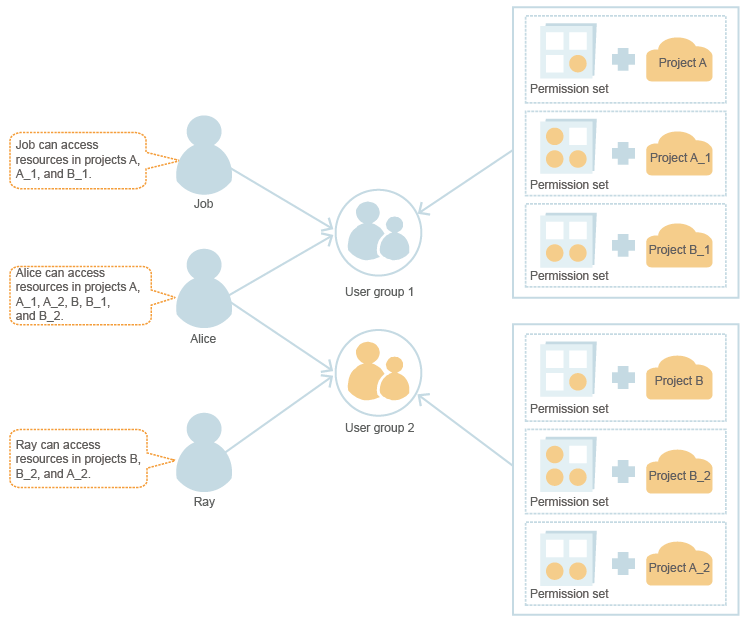 Job can access
resources in projects A,
A_1, and B_1.
Job
Alice can access
resources in projects A,
A_1, A_2, B, B_1,
and B_2.
Alice
Ray can access
resources in projects B,
B_2, and A_2.
Ray
User group 1
User group 2
Permission set
Project A
Permission set
Project A_1
Permission set
Project B_1
Permission set
Project B
Permission set
Project B_2
Permission set
Project A_2